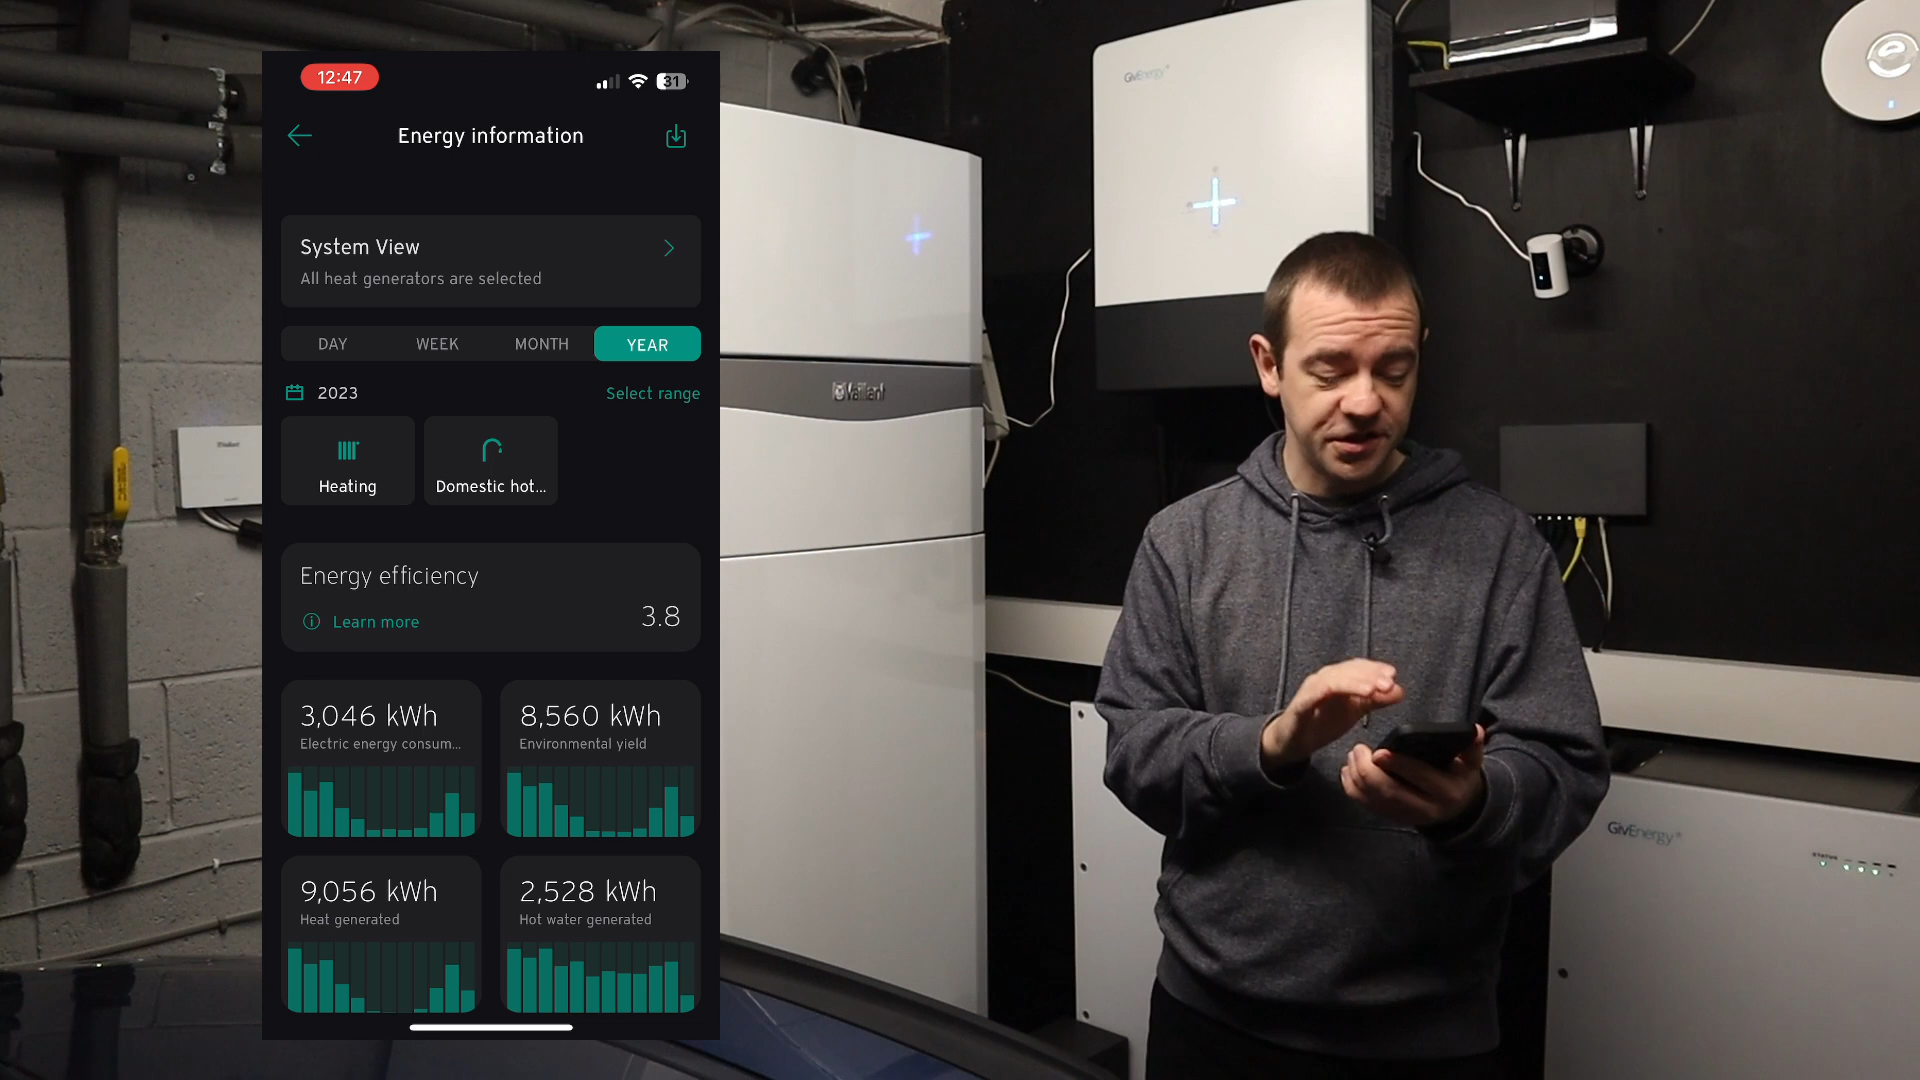 12:47
31
Energy information
System View
All heat generators are selected
DAY WEEK MONTH YEAR
2023 Select range
Heating Domestic hot...
Energy efficiency
Learn more 3.8
3,046 kWh 8,560 kWh
Electric energy consum... Environmental yield
9,056 kWh 2,528 kWh
Heat generated Hot water generated
Vaillant
GivEnergy
GivEnergy
STATUS